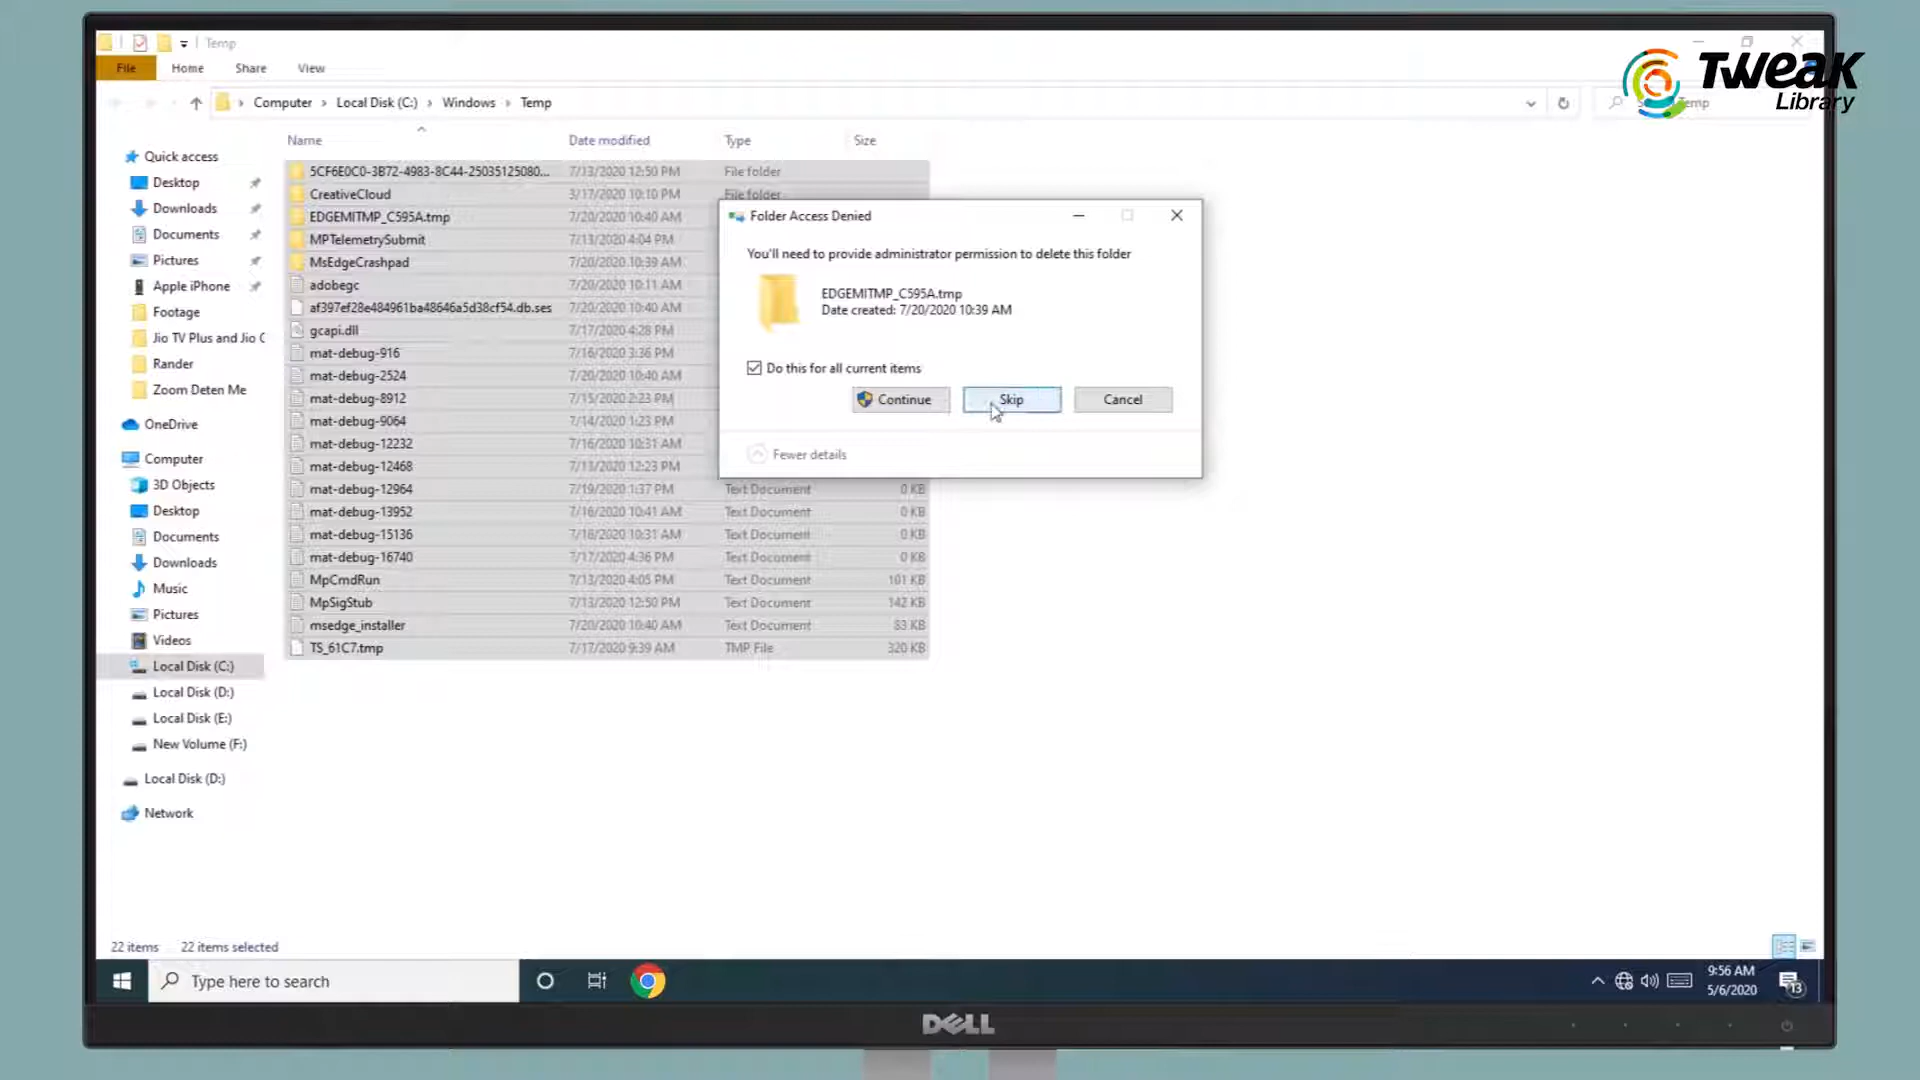 Temp
File Home Share View
Computer Local Disk (C:) Windows Temp
Temp
TweaK
Library
Name Date modified Type Size
Quick access
Desktop
Downloads
Documents
Pictures
Apple iPhone
Footage
Jio TV Plus and Jio C
Rander
Zoom Deten Me
OneDrive
Computer
3D Objects
Desktop
Documents
Downloads
Music
Pictures
Videos
Local Disk (C:)
Local Disk (D:)
Local Disk (E:)
New Volume (F:)
Local Disk (D:)
Network
5CF6E0C0-3B72-4983-8C44-25035125080... 7/13/2020 12:50 PM File folder
CreativeCloud 3/17/2020 10:10 PM File folder
EDGEMITMP_C595A.tmp 7/20/2020 10:40 AM
MPTelemetrySubmit 7/13/2020 4:04 PM
MsEdgeCrashpad 7/20/2020 10:39 AM
adobegc 7/20/2020 10:11 AM
af397ef28e484961ba48646a5d38cf54.db.ses 7/20/2020 10:40 AM
gcapi.dll 7/17/2020 4:28 PM
mat-debug-916 7/16/2020 3:36 PM
mat-debug-2524 7/20/2020 10:40 AM
mat-debug-8912 7/15/2020 2:23 PM
mat-debug-9064 7/14/2020 1:23 PM
mat-debug-12232 7/16/2020 10:31 AM
mat-debug-12468 7/13/2020 12:23 PM
mat-debug-12964 7/19/2020 1:37 PM Text Document 0 KB
mat-debug-13952 7/16/2020 10:41 AM Text Document 0 KB
mat-debug-15136 7/18/2020 10:31 AM Text Document 0 KB
mat-debug-16740 7/17/2020 4:36 PM Text Document 0 KB
MpCmdRun 7/13/2020 4:05 PM Text Document 101 KB
MpSigStub 7/13/2020 12:50 PM Text Document 142 KB
msedge_installer 7/20/2020 10:40 AM Text Document 33 KB
TS_61C7.tmp 7/17/2020 9:39 AM TMP File 320 KB
Folder Access Denied
You'll need to provide administrator permission to delete this folder
EDGEMITMP_C595A.tmp
Date created: 7/20/2020 10:39 AM
Do this for all current items
Continue Skip Cancel
Fewer details
22 items 22 items selected
Type here to search
9:56 AM
5/6/2020
13
DELL